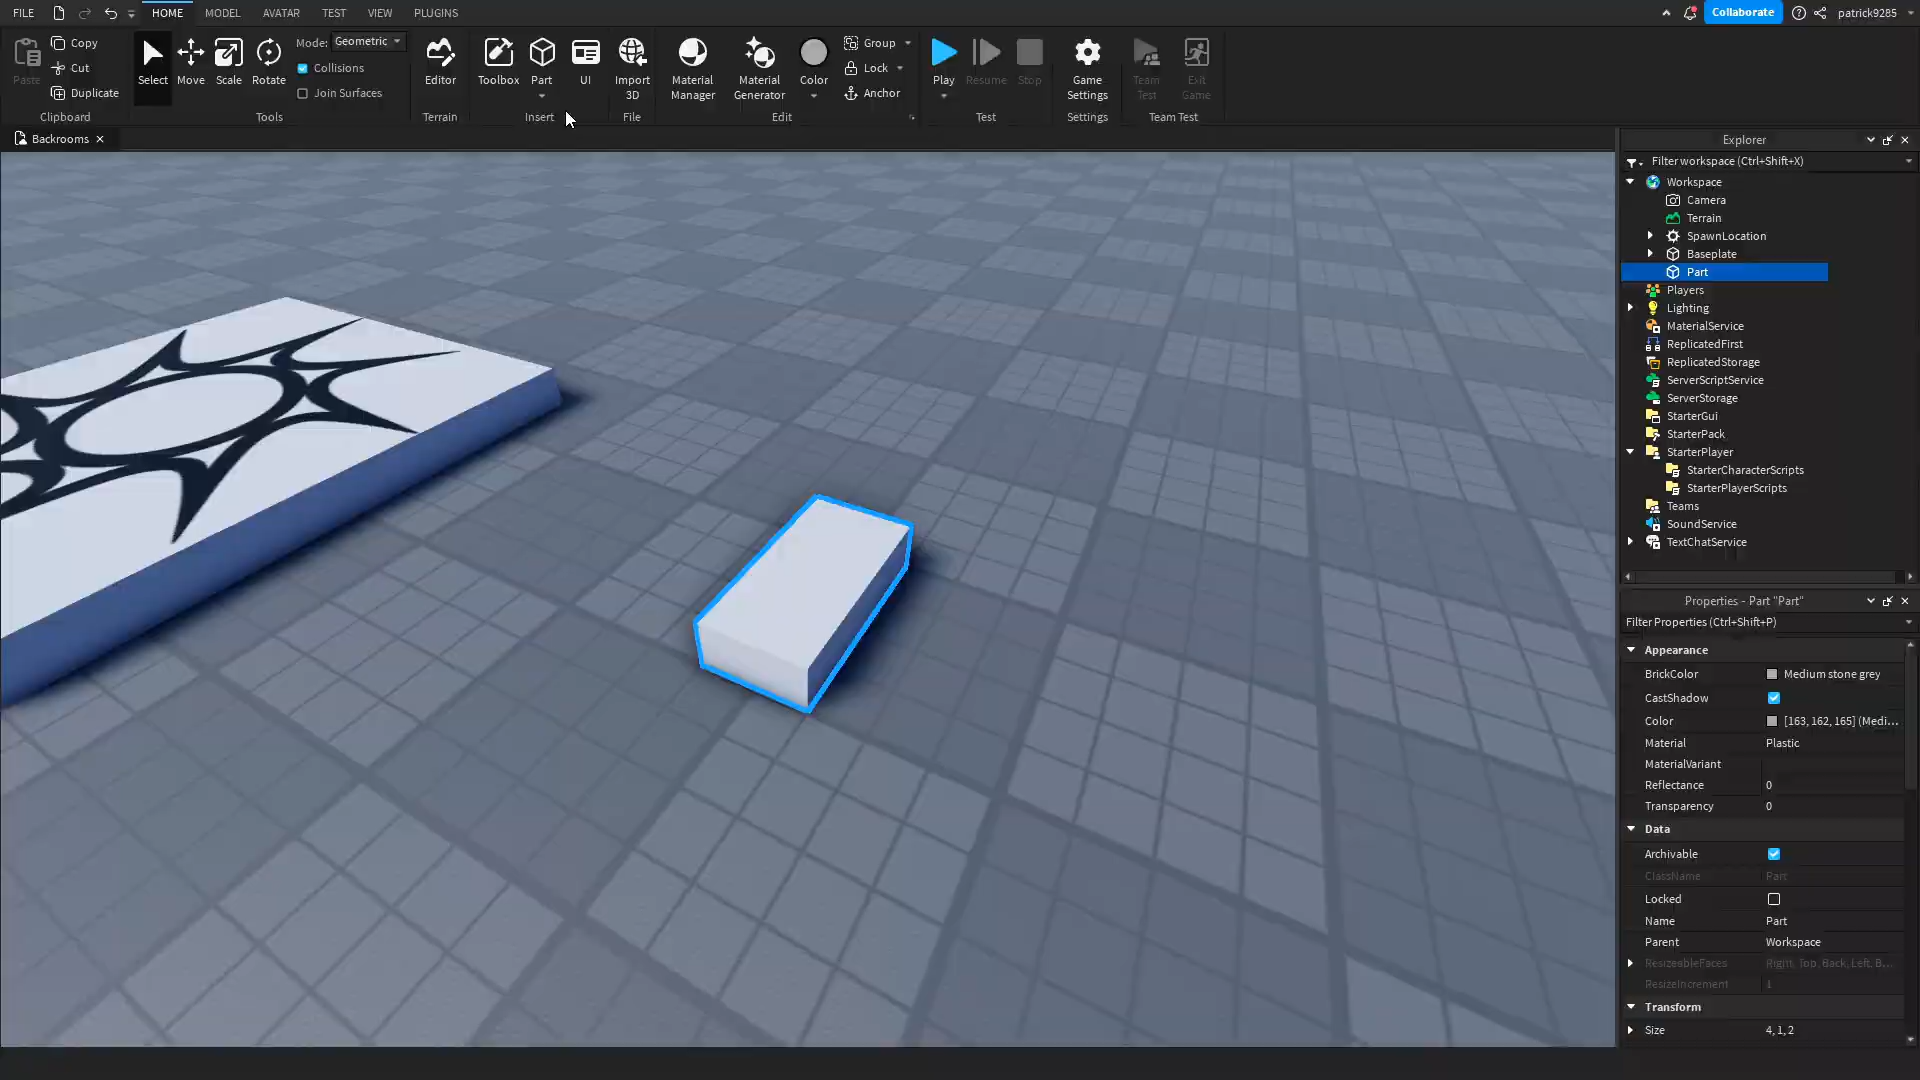 FILE
HOME
MODEL
AVATAR
TEST
VIEW
PLUGINS
Collaborate
patrick9285
Paste
Copy
Cut
Duplicate
Clipboard
Select
Move
Scale
Rotate
Mode: Geometric
Collisions
Join Surfaces
Tools
Editor
Terrain
Toolbox
Part
UI
Insert
Import
3D
File
Material
Manager
Material
Generator
Color
Group
Lock
Anchor
Edit
Play
Resume
Stop
Test
Game
Settings
Settings
Team
Test
Exit
Game
Team Test
Backrooms
Explorer
Filter workspace (Ctrl+Shift+X)
Workspace
Camera
Terrain
SpawnLocation
Baseplate
Part
Players
Lighting
MaterialService
ReplicatedFirst
ReplicatedStorage
ServerScriptService
ServerStorage
StarterGui
StarterPack
StarterPlayer
StarterCharacterScripts
StarterPlayerScripts
Teams
SoundService
TextChatService
Properties - Part "Part"
Filter Properties (Ctrl+Shift+P)
Appearance
BrickColor Medium stone grey
CastShadow
Color [163, 162, 165] (Medi...
Material Plastic
MaterialVariant
Reflectance 0
Transparency 0
Data
Archivable
ClassName Part
Locked
Name Part
Parent Workspace
ResizeableFaces Right, Top, Back, Left, B...
ResizeIncrement 1
Transform
Size 4, 1, 2